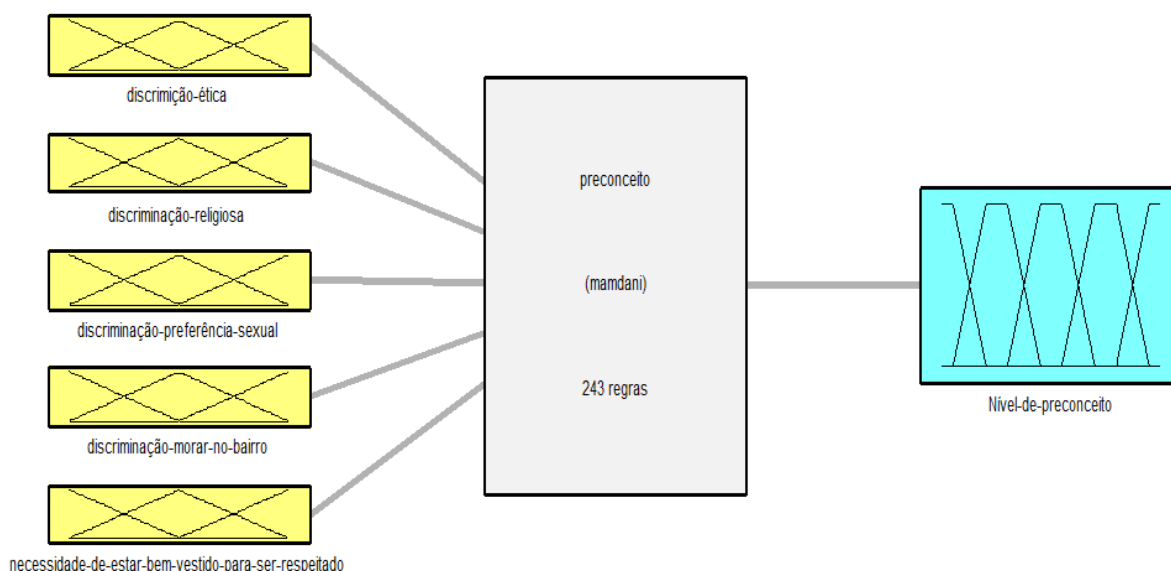 discrimição-ética
discriminação-religiosa
discriminação-preferência-sexual
discriminação-morar-no-bairro
necessidade-de-estar-bem-vestido-para-ser-respeitado
preconceito
(mamdani)
243 regras
Nível-de-preconceito